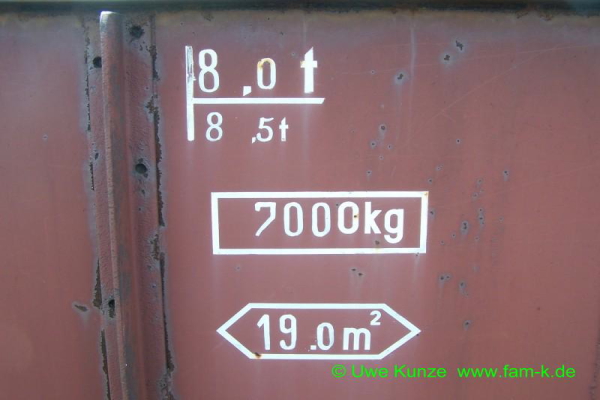 8,0 t
8,5t
7000kg
19.0m²
© Uwe Kunze www.fam-k.de